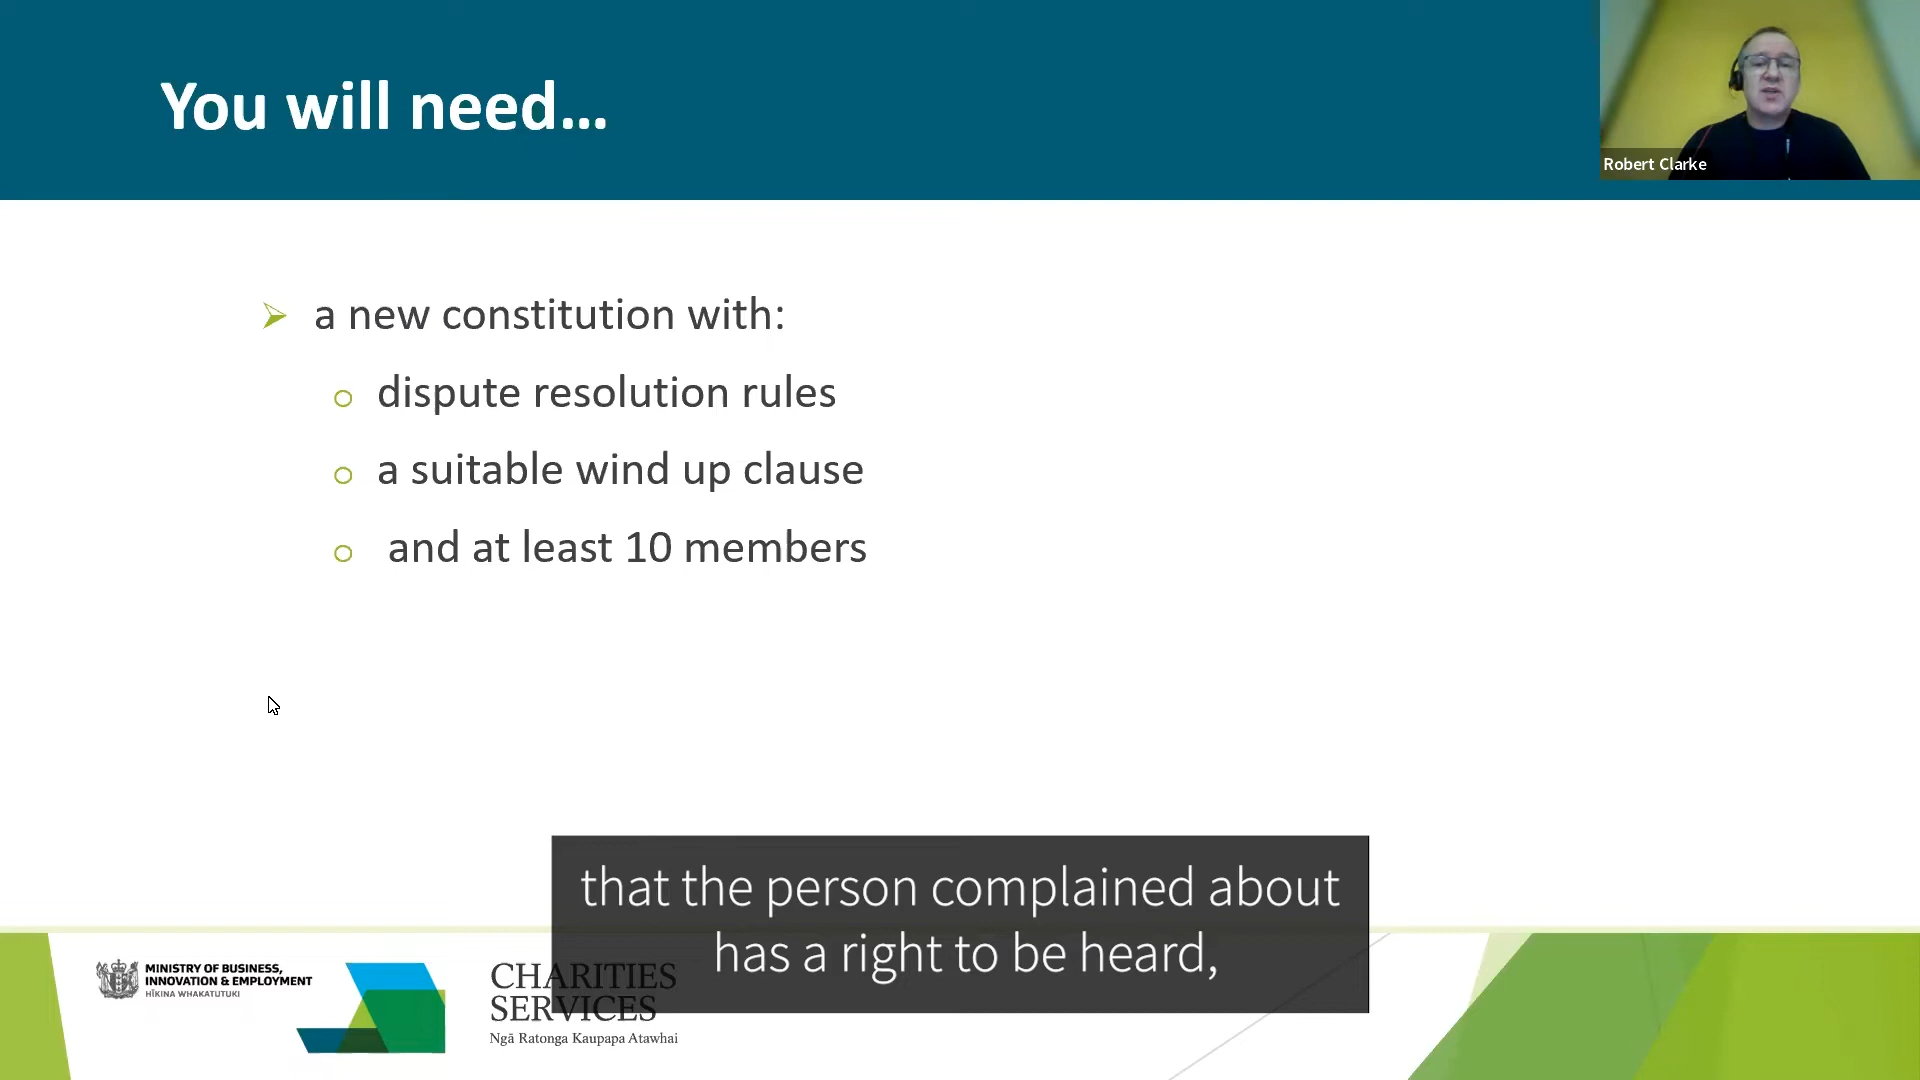 You will need...
Robert Clarke
a new constitution with:
dispute resolution rules
a suitable wind up clause
and at least 10 members
that the person complained about
has a right to be heard,
MINISTRY OF BUSINESS,
INNOVATION & EMPLOYMENT
HĪKINA WHAKATUTUKI
CHARITIES
SERVICES
Ngā Ratonga Kaupapa Atawhai